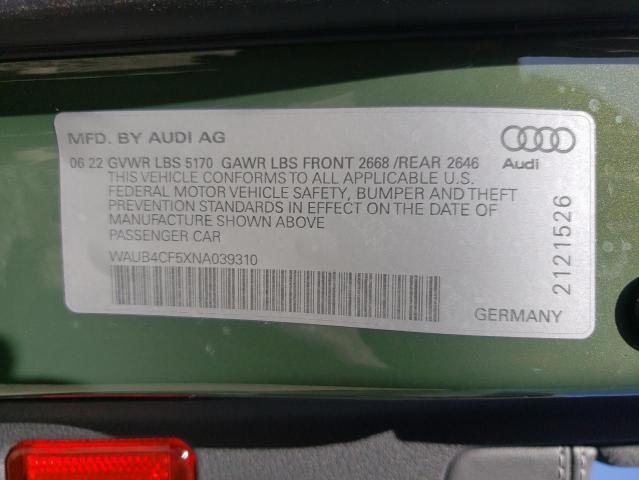 MFD. BY AUDI AG
06 22 GVWR LBS 5170 GAWR LBS FRONT 2668 /REAR 2646
THIS VEHICLE CONFORMS TO ALL APPLICABLE U.S.
FEDERAL MOTOR VEHICLE SAFETY, BUMPER AND THEFT
PREVENTION STANDARDS IN EFFECT ON THE DATE OF
MANUFACTURE SHOWN ABOVE
PASSENGER CAR
WAUB4CF5XNA039310
Audi
2121526
GERMANY